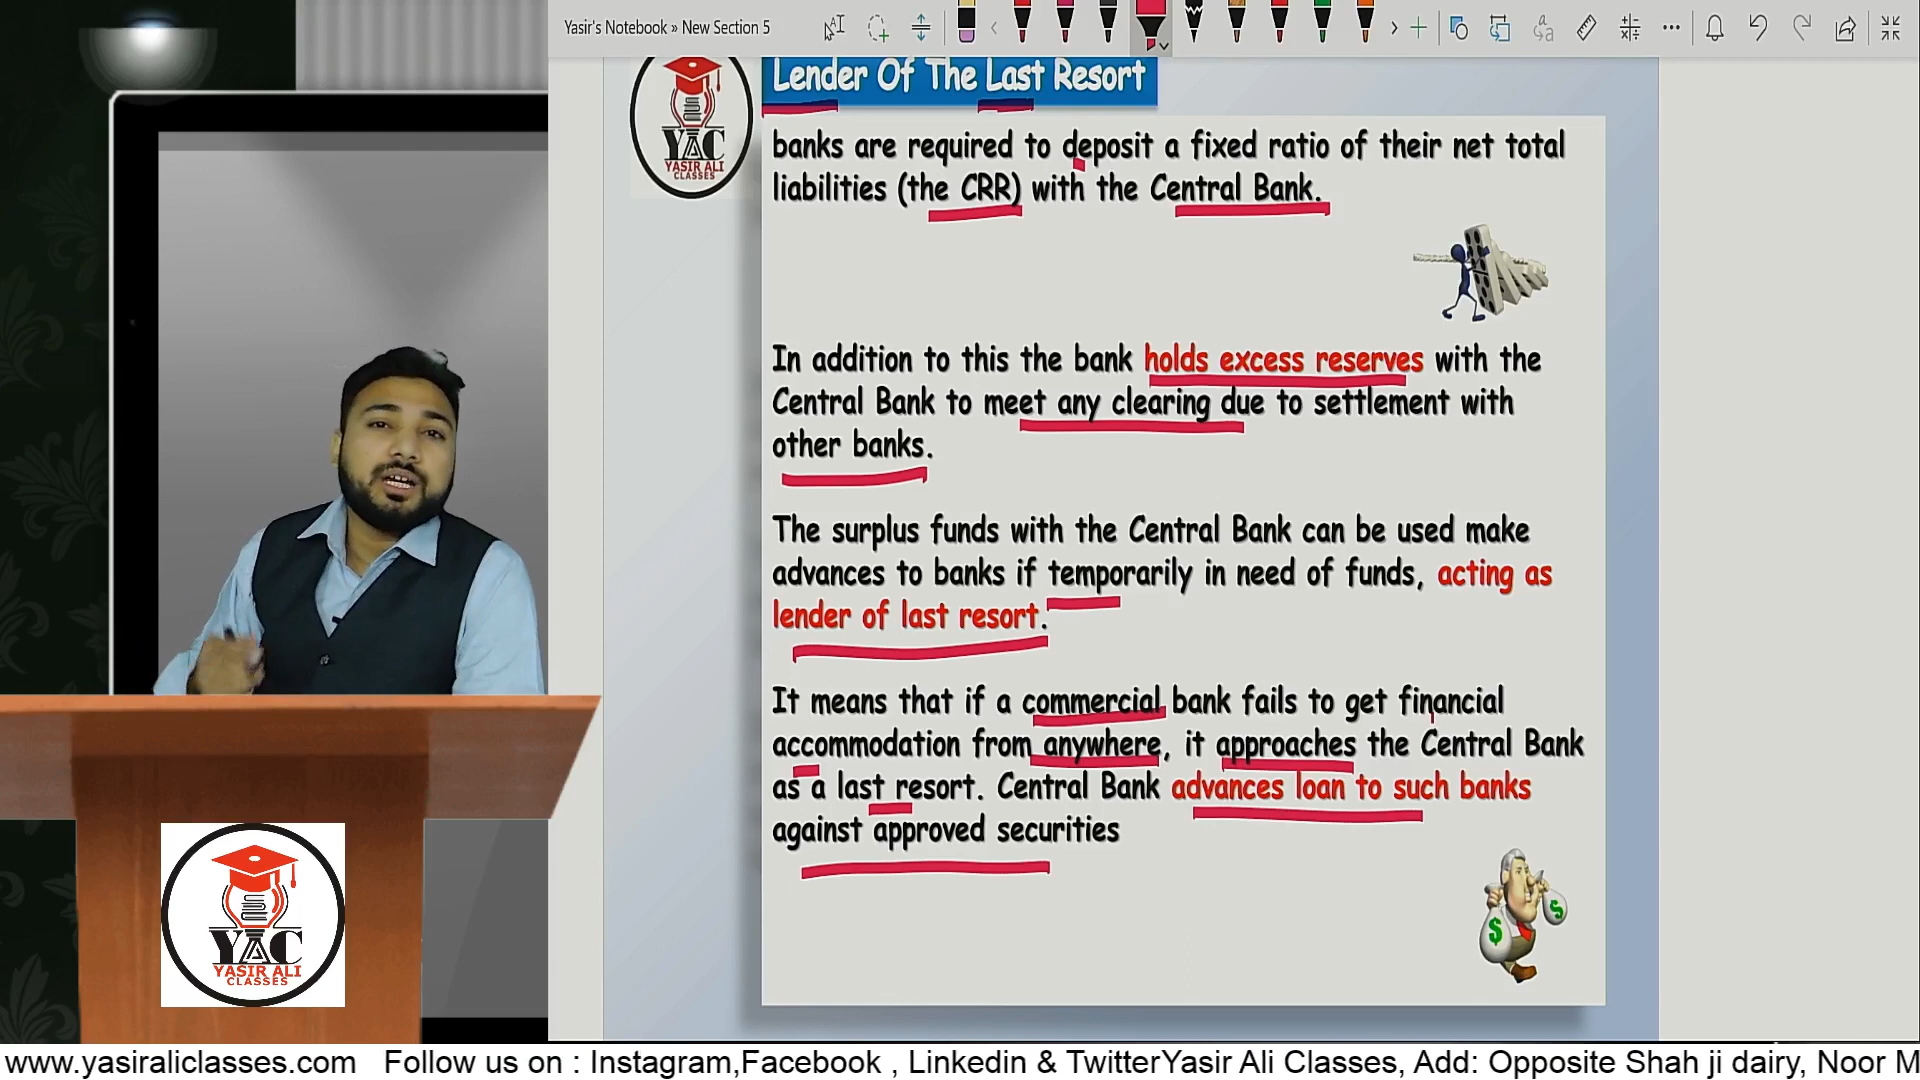 Yasir's Notebook » New Section 5
Lender Of The Last Resort
YAC
YASIR ALI
CLASSES
banks are required to deposit a fixed ratio of their net total
liabilities (the CRR) with the Central Bank.
In addition to this the bank holds excess reserves with the
Central Bank to meet any clearing due to settlement with
other banks.
The surplus funds with the Central Bank can be used make
advances to banks if temporarily in need of funds, acting as
lender of last resort.
It means that if a commercial bank fails to get financial
accommodation from anywhere, it approaches the Central Bank
as a last resort. Central Bank advances loan to such banks
against approved securities
$ $
YAC
YASIR ALI
CLASSES
www.yasiraliclasses.com Follow us on : Instagram,Facebook , Linkedin & TwitterYasir Ali Classes, Add: Opposite Shah ji dairy, Noor M